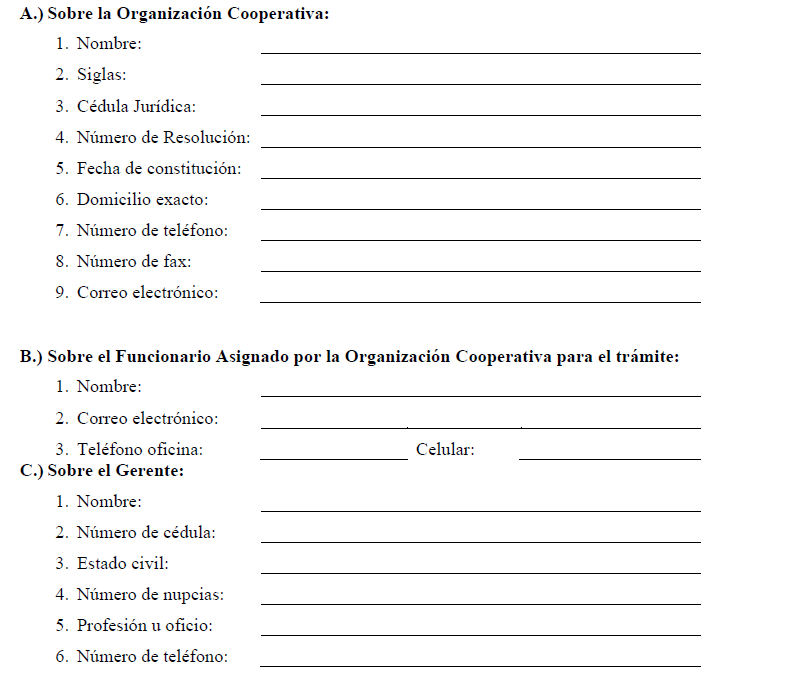 A.) Sobre la Organización Cooperativa:
1. Nombre:
2. Siglas:
3. Cédula Jurídica:
4. Número de Resolución:
5. Fecha de constitución:
6. Domicilio exacto:
7. Número de teléfono:
8. Número de fax:
9. Correo electrónico:
B.) Sobre el Funcionario Asignado por la Organización Cooperativa para el trámite:
1. Nombre:
2. Correo electrónico:
3. Teléfono oficina: Celular:
C.) Sobre el Gerente:
1. Nombre:
2. Número de cédula:
3. Estado civil:
4. Número de nupcias:
5. Profesión u oficio:
6. Número de teléfono: